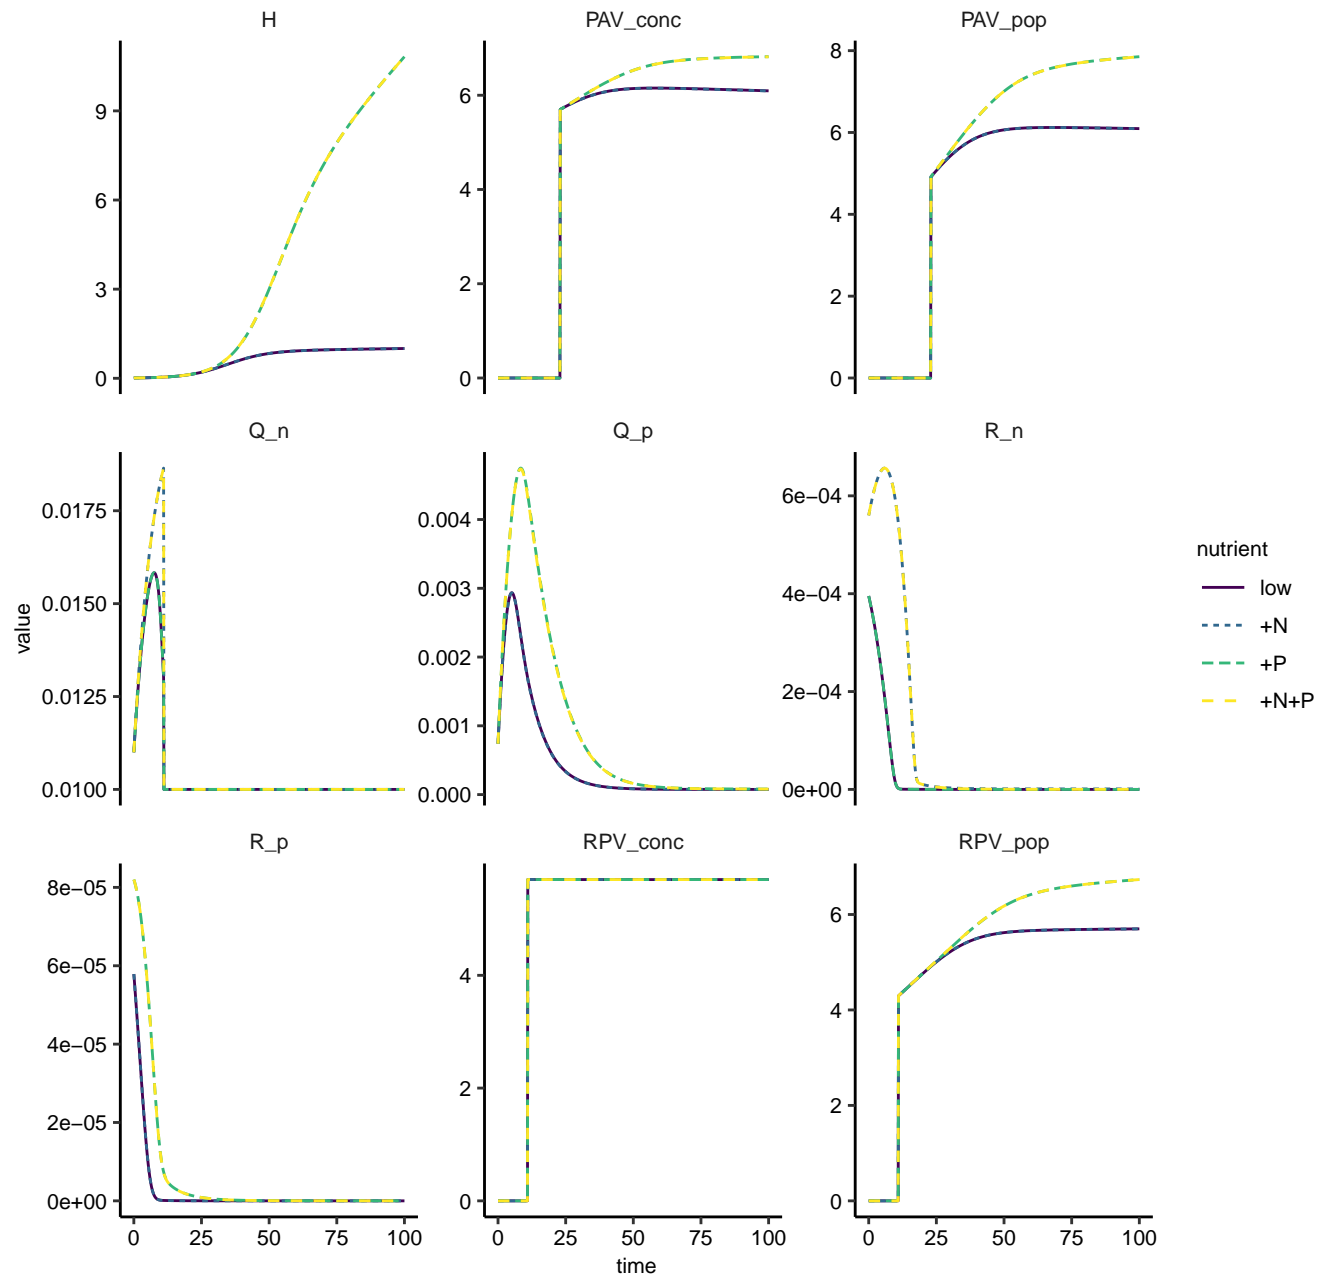 H PAV_conc PAV_pop
9
6
3
0
6
4
2
0
8
6
4
2
0
Q_n Q_p R_n
0.0175
0.0150
0.0125
0.0100
0.004
0.003
0.002
0.001
0.000
6e−04
4e−04
2e−04
0e+00
R_p RPV_conc RPV_pop
8e−05
6e−05
4e−05
2e−05
0e+00
4
2
0
6
4
2
0
0 25 50 75 100
0 25 50 75 100
0 25 50 75 100
time
value
nutrient
low
+N
+P
+N+P